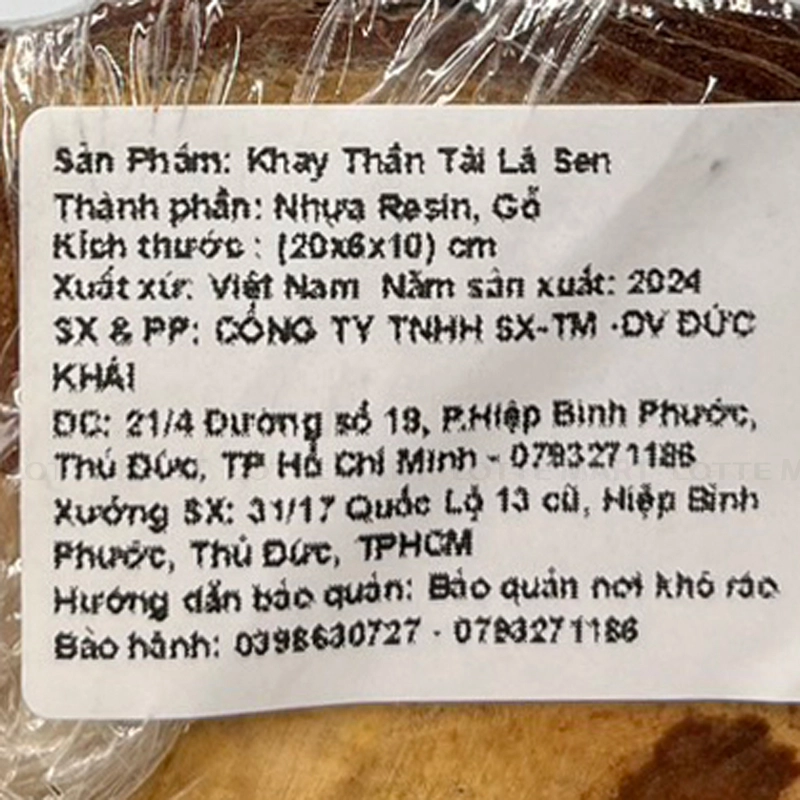 Sản Phẩm: Khay Thần Tài Lá Sen
Thành phần: Nhựa Resin, Gỗ
Kích thước : (20x6x10) cm
Xuất xứ: Việt Nam Năm sản xuất: 2024
SX & PP: CÔNG TY TNHH SX-TM -DV ĐỨC
KHẢI
ĐC: 21/4 Đường số 19, P.Hiệp Bình Phước,
Thủ Đức, TP Hồ Chí Minh - 0793271186
Xưởng SX: 31/17 Quốc Lộ 13 cũ, Hiệp Bình
Phước, Thủ Đức, TPHCM
Hướng dẫn bảo quản: Bảo quản nơi khô ráo
Bảo hành: 0398630727 - 0793271186